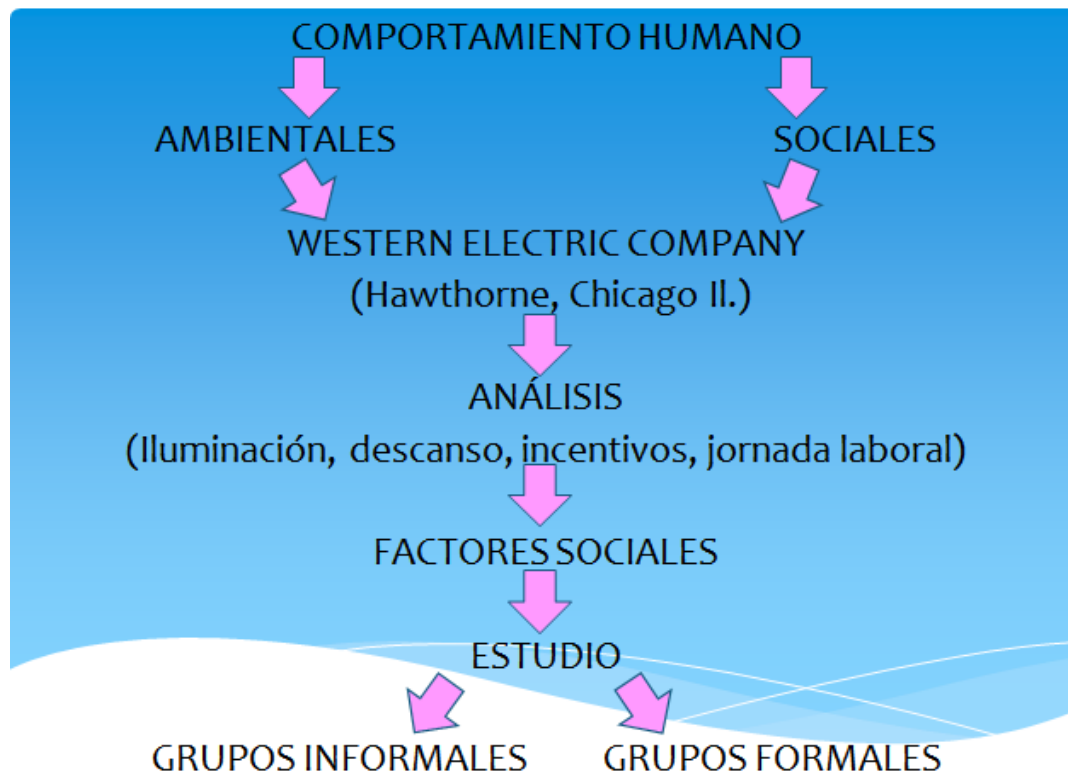 COMPORTAMIENTO HUMANO
AMBIENTALES
SOCIALES
WESTERN ELECTRIC COMPANY
(Hawthorne, Chicago Il.)
ANÁLISIS
(Iluminación, descanso, incentivos, jornada laboral)
FACTORES SOCIALES
ESTUDIO
GRUPOS INFORMALES
GRUPOS FORMALES